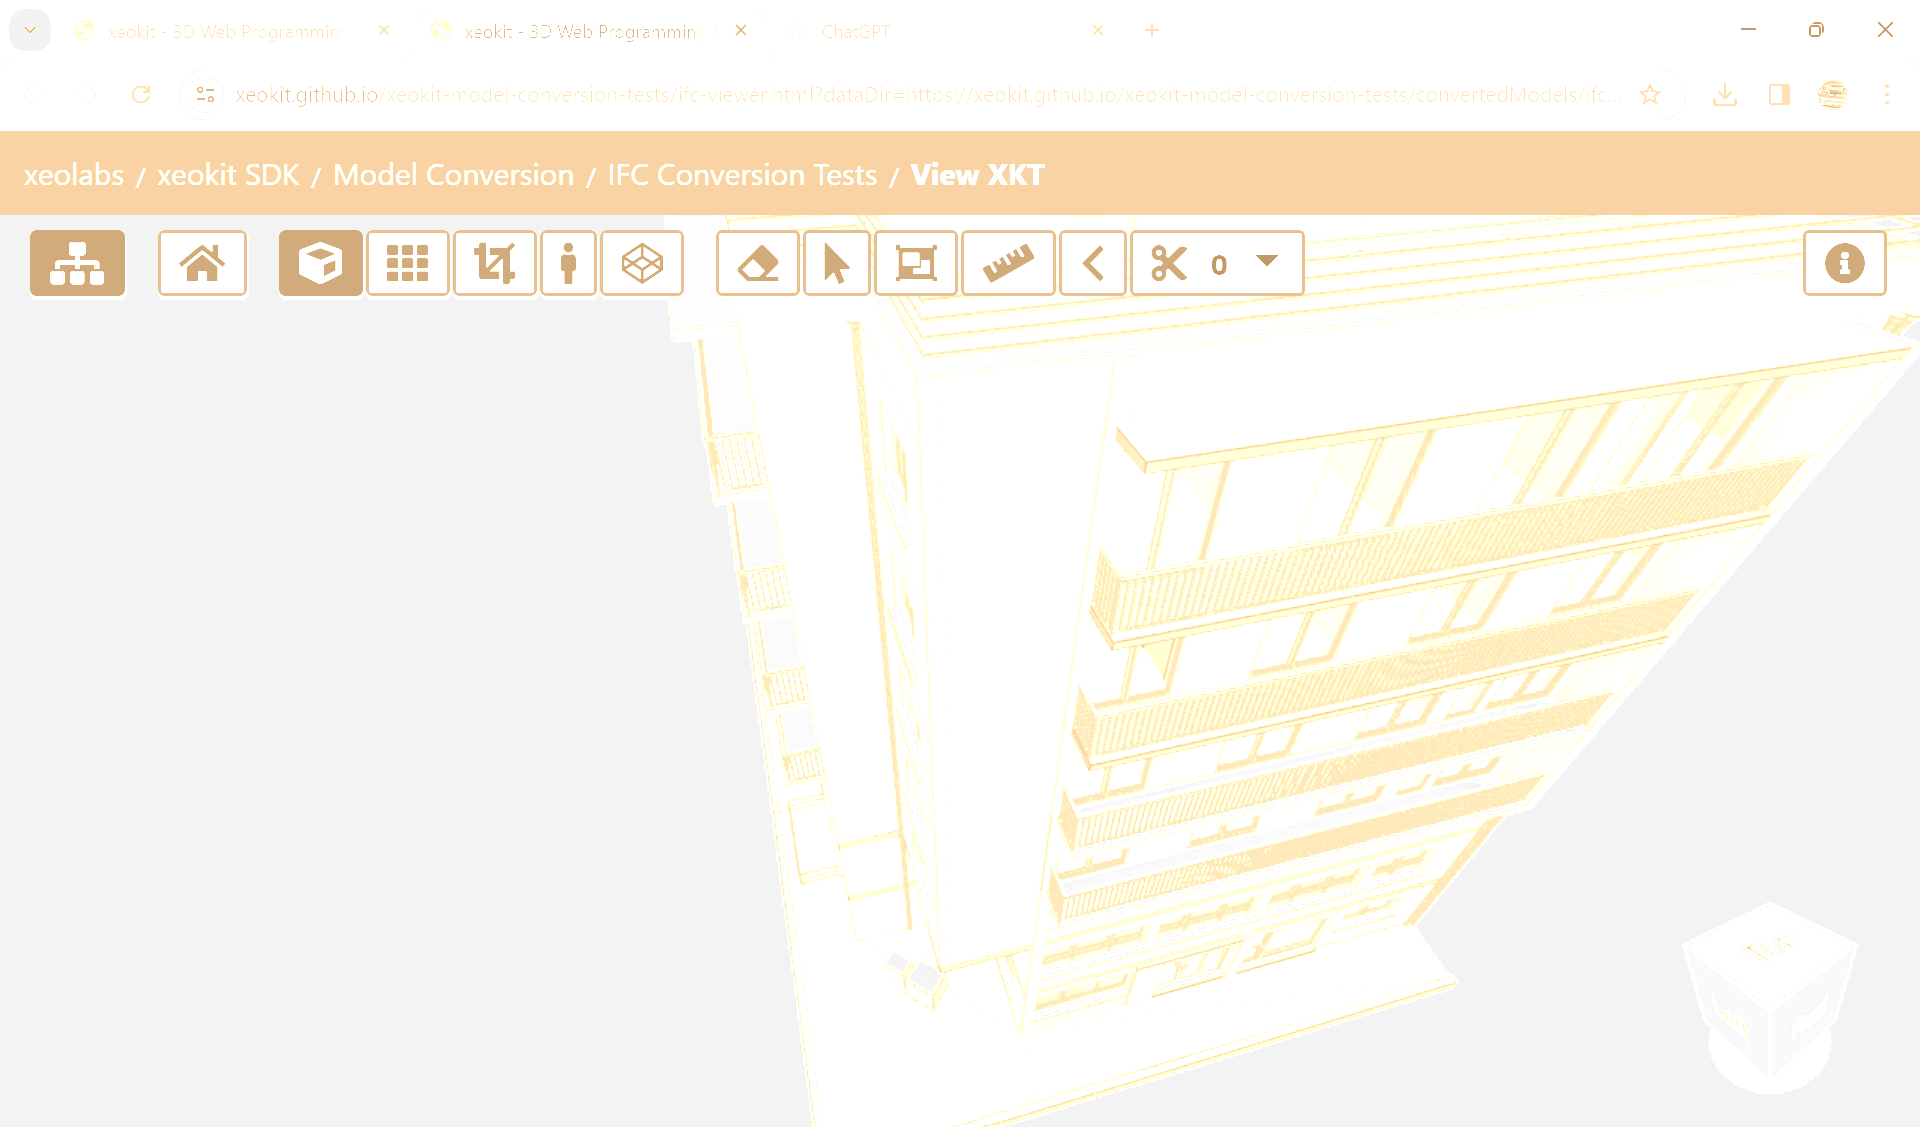 xeokit - 3D Web Programmin
xeokit - 3D Web Programmin
ChatGPT
xeokit.github.io/xeokit-model-conversion-tests/ifc-viewer.html?dataDir=https://xeokit.github.io/xeokit-model-conversion-tests/convertedModels/ifc...
xeolabs / xeokit SDK / Model Conversion / IFC Conversion Tests / View XKT
0